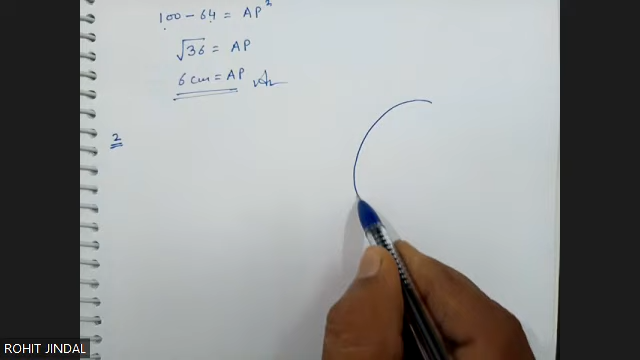 100 - 64 = AP²
√36 = AP
6 cm = AP
2
ROHIT JINDAL